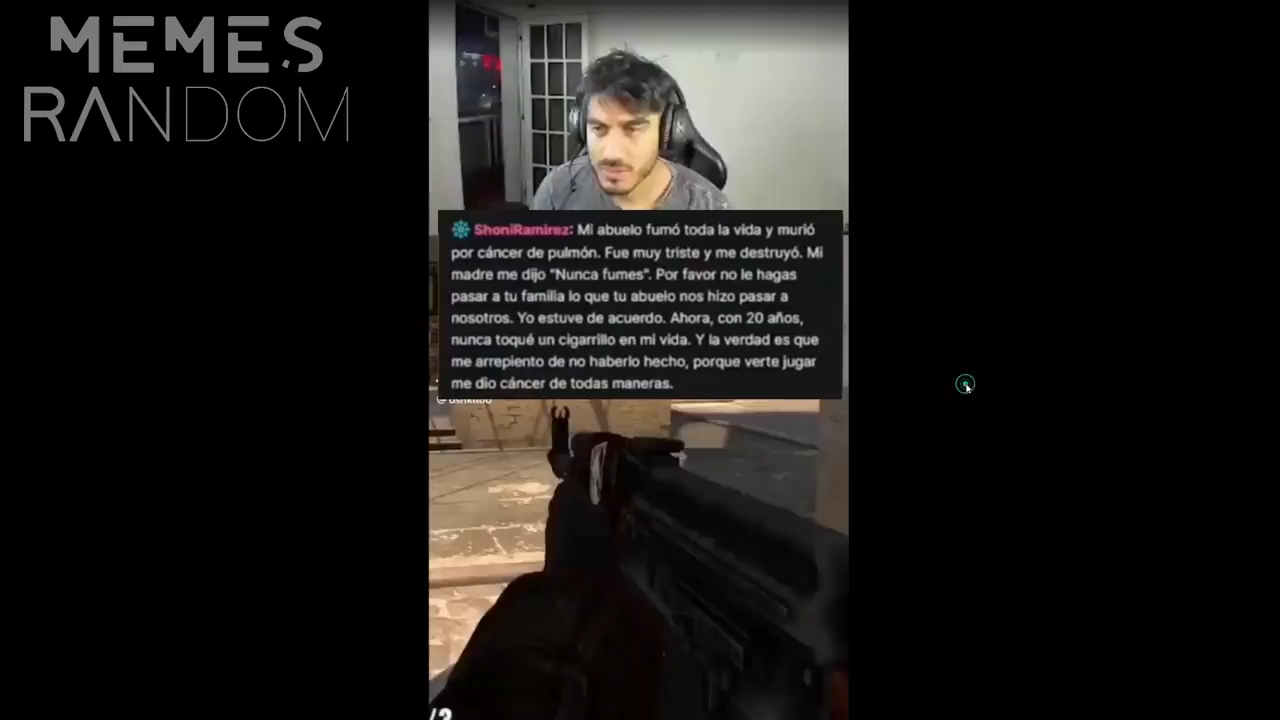 MEMES
RANDOM
ShoniRamirez: Mi abuelo fumó toda la vida y murió
por cáncer de pulmón. Fue muy triste y me destruyó. Mi
madre me dijo "Nunca fumes". Por favor no le hagas
pasar a tu familia lo que tu abuelo nos hizo pasar a
nosotros. Yo estuve de acuerdo. Ahora, con 20 años,
nunca toqué un cigarrillo en mi vida. Y la verdad es que
me arrepiento de no haberlo hecho, porque verte jugar
me dio cáncer de todas maneras.